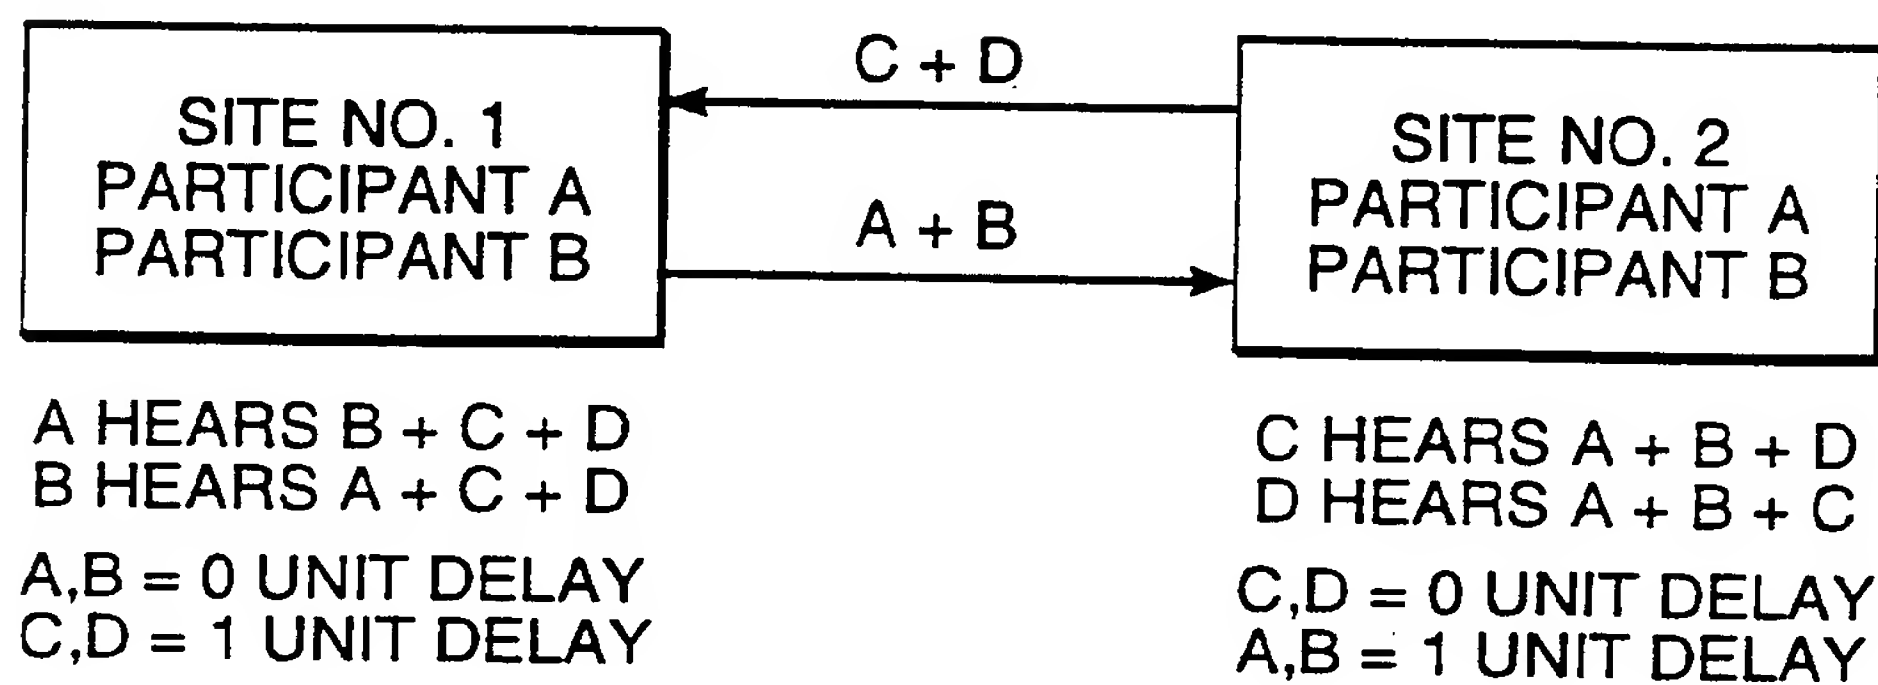 SITE NO. 1
PARTICIPANT A
PARTICIPANT B
C + D
A + B
SITE NO. 2
PARTICIPANT A
PARTICIPANT B
A HEARS B + C + D
B HEARS A + C + D
A,B = 0 UNIT DELAY
C,D = 1 UNIT DELAY
C HEARS A + B + D
D HEARS A + B + C
C,D = 0 UNIT DELAY
A,B = 1 UNIT DELAY